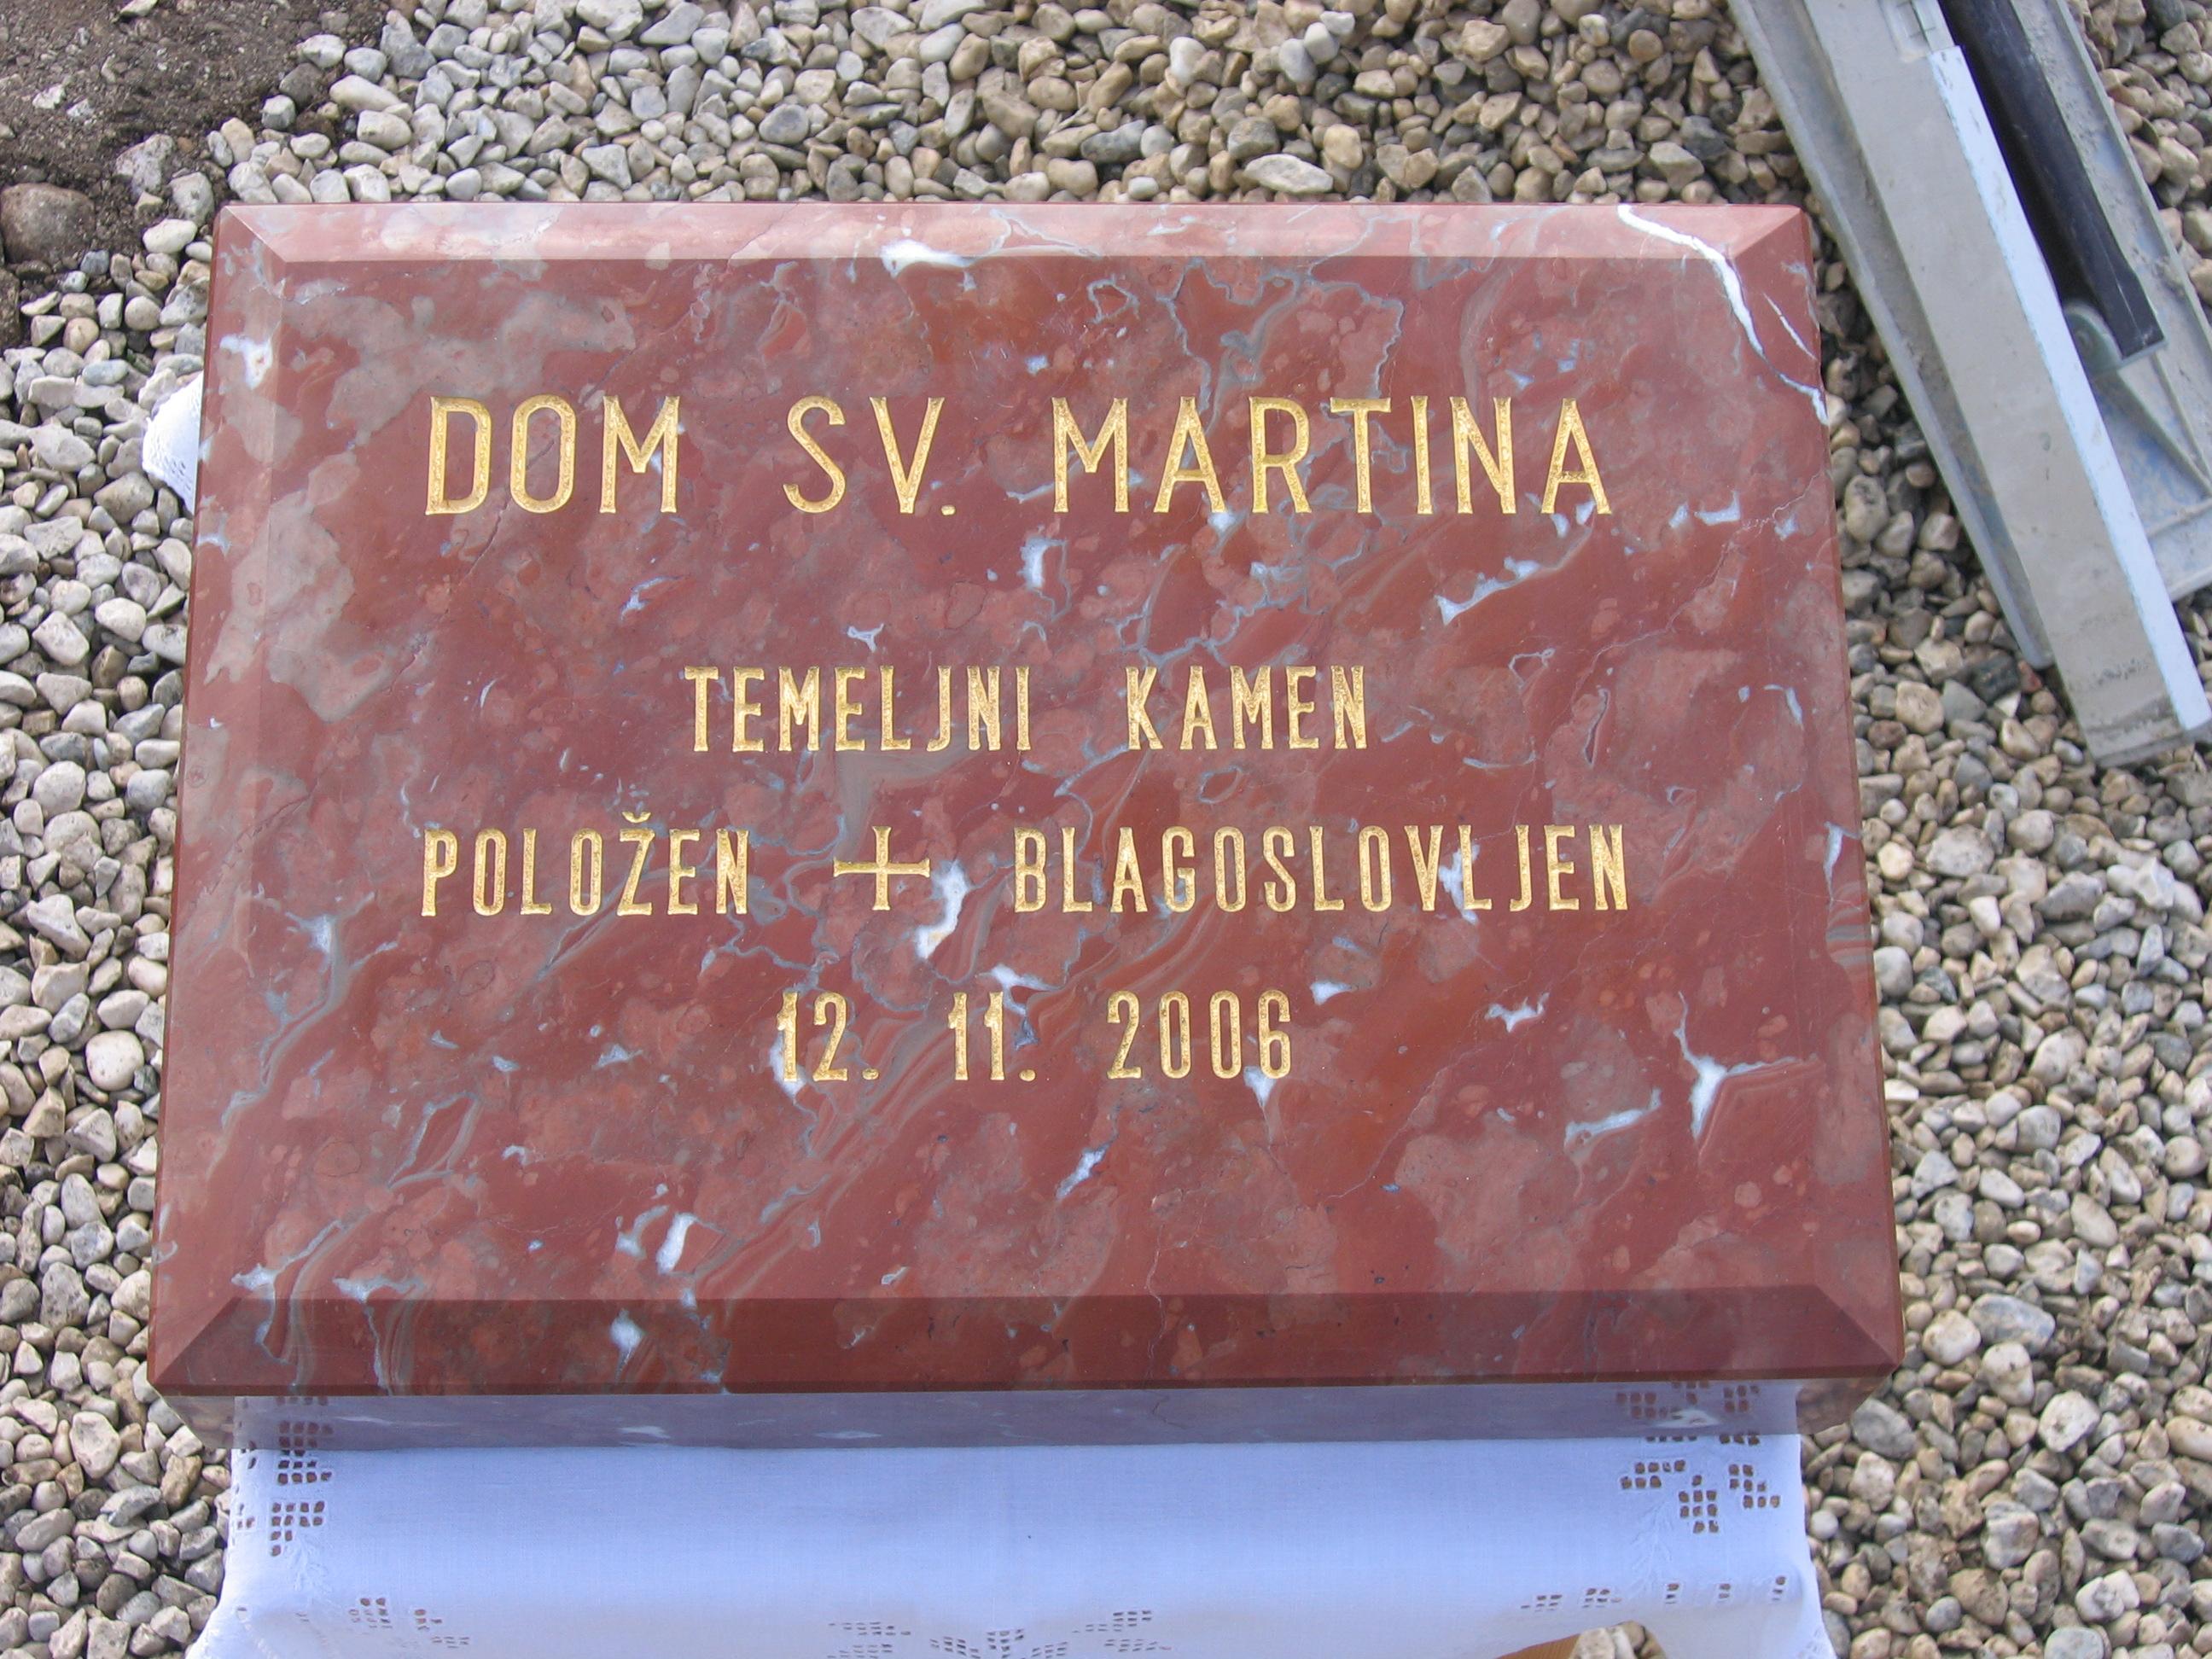 DOM SV. MARTINA
TEMELJNI KAMEN
POLOŽEN + BLAGOSLOVLJEN
12. 11. 2006